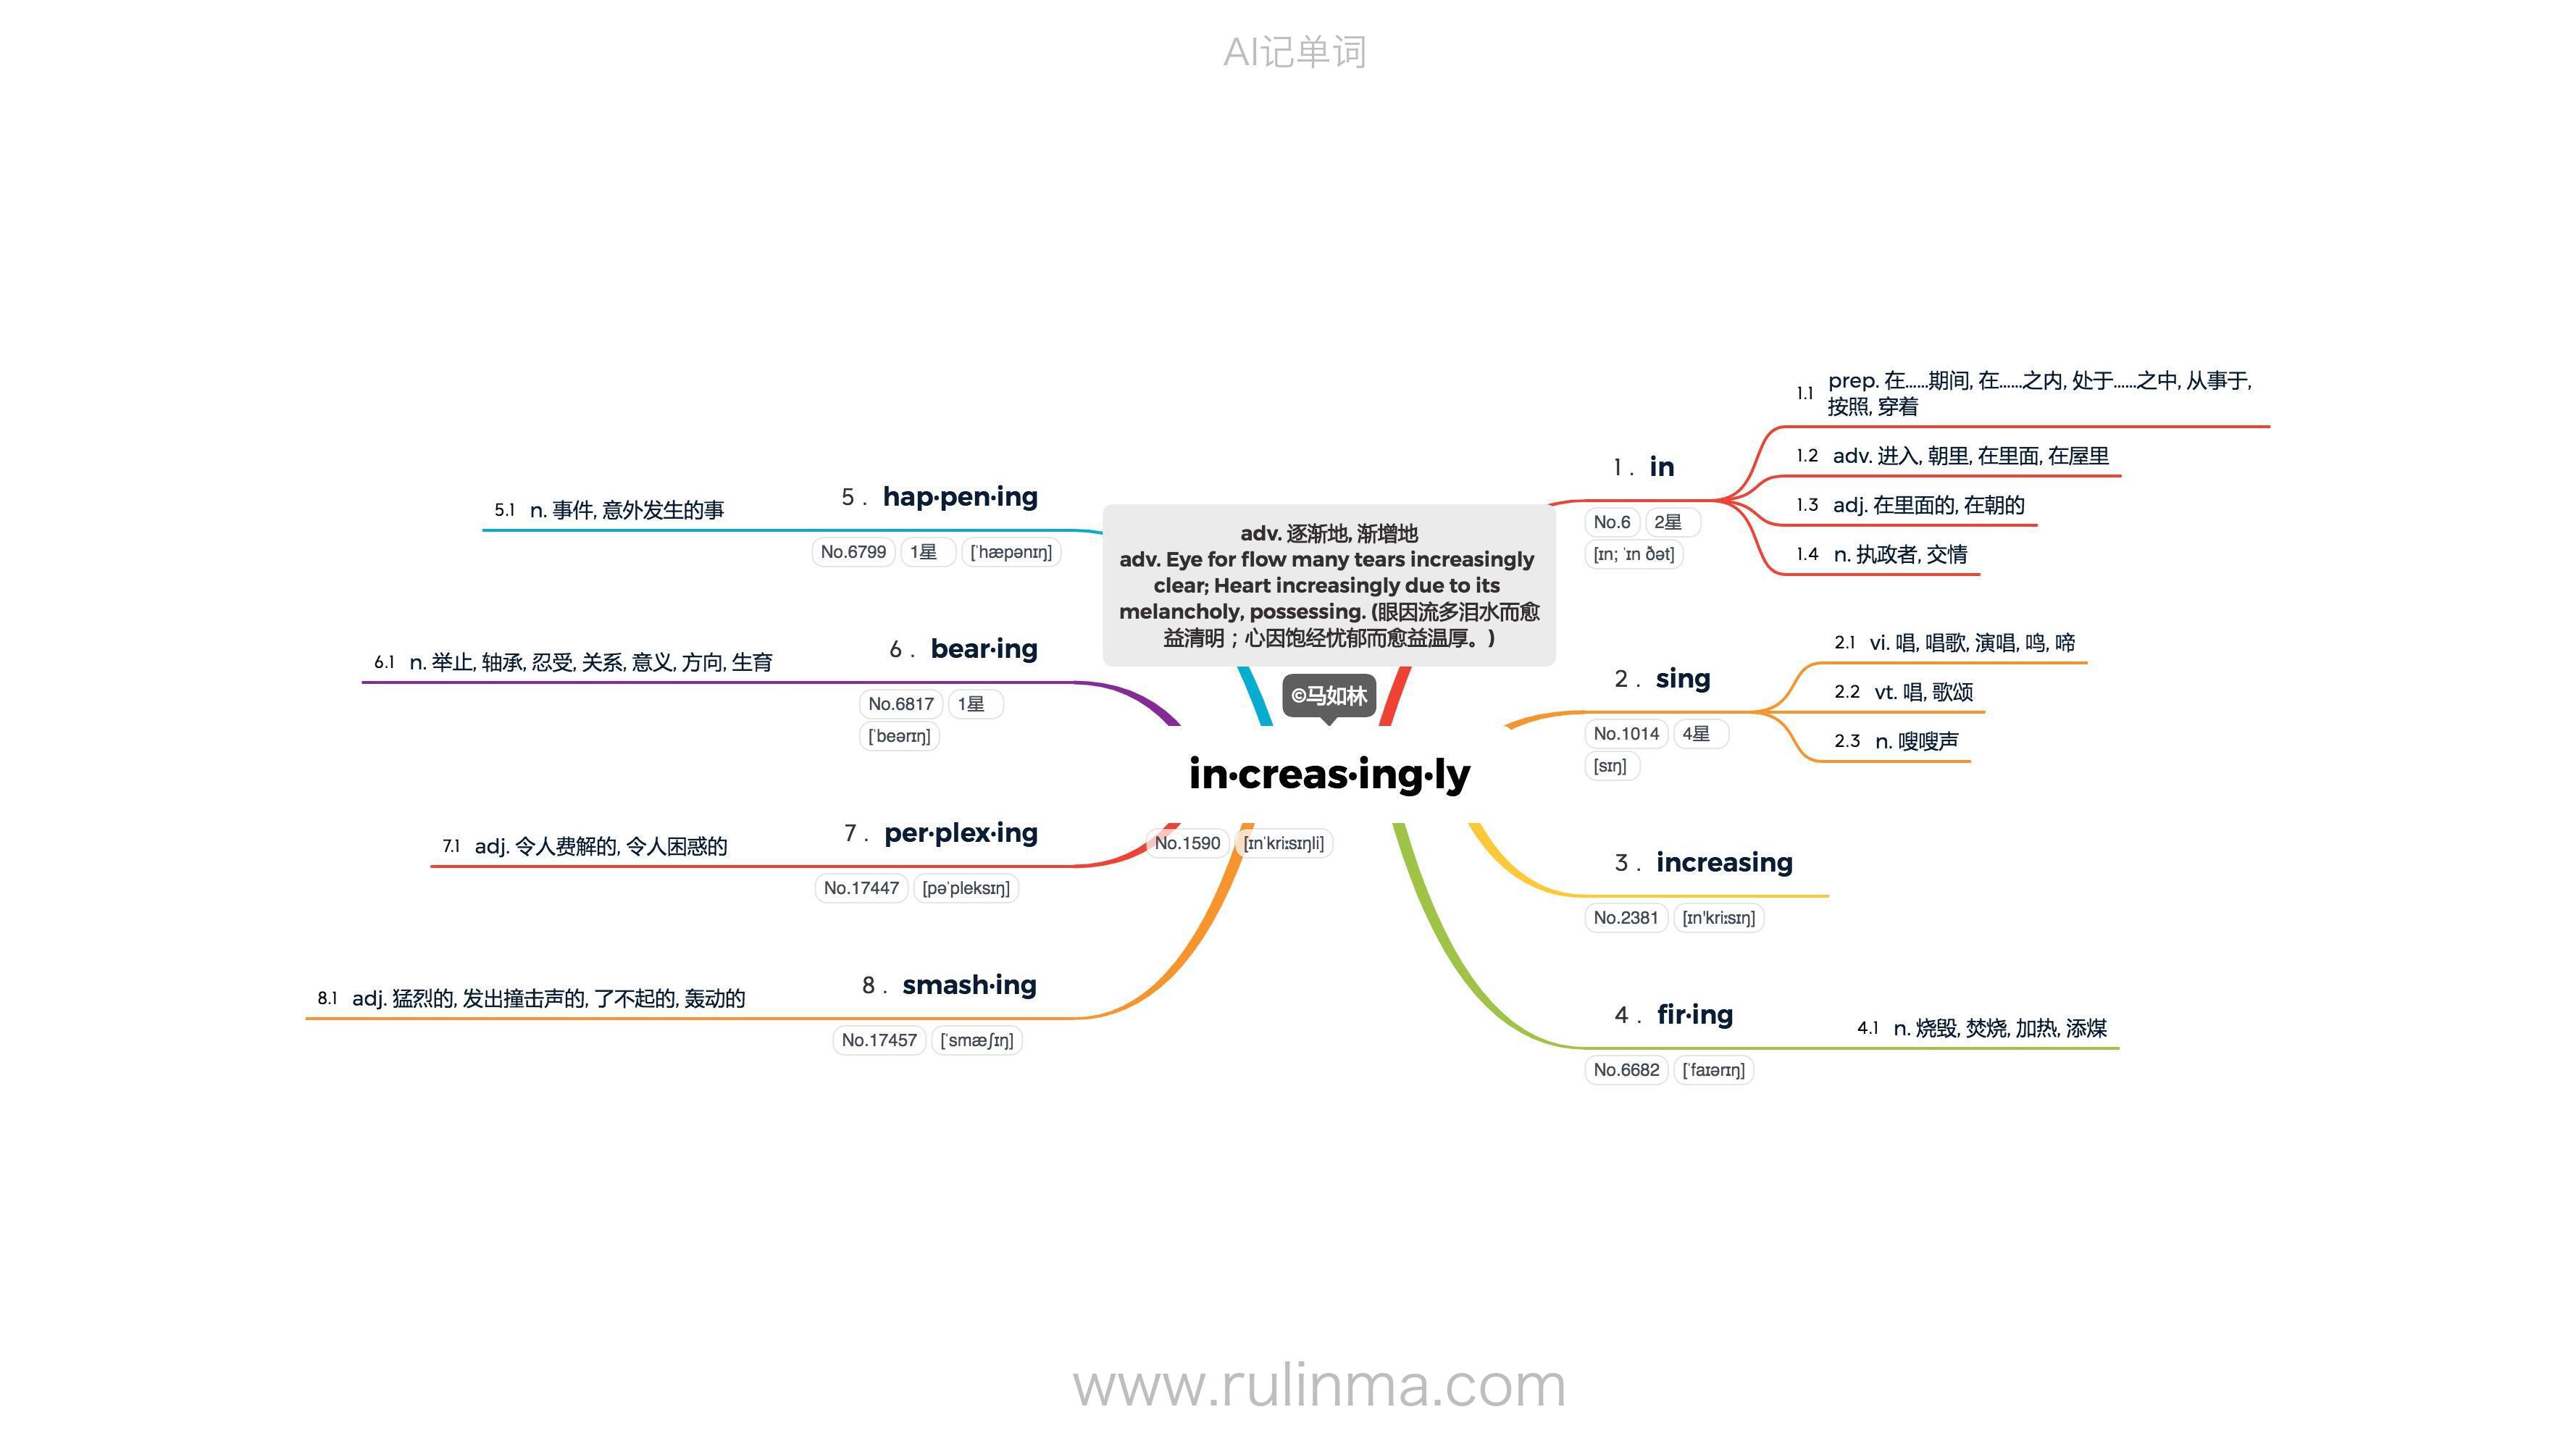 AI记单词
adv. 逐渐地, 渐增地
adv. Eye for flow many tears increasingly
clear; Heart increasingly due to its
melancholy, possessing. (眼因流多泪水而愈
益清明；心因饱经忧郁而愈益温厚。)
©马如林
in·creas·ing·ly
No.1590 [ɪnˈkriːsɪŋli]
1 . in
No.6 2星
[ɪn; ˈɪn ðət]
1.1 prep. 在……期间, 在……之内, 处于……之中, 从事于,
按照, 穿着
1.2 adv. 进入, 朝里, 在里面, 在屋里
1.3 adj. 在里面的, 在朝的
1.4 n. 执政者, 交情
2 . sing
No.1014 4星
[sɪŋ]
2.1 vi. 唱, 唱歌, 演唱, 鸣, 啼
2.2 vt. 唱, 歌颂
2.3 n. 嗖嗖声
3 . increasing
No.2381 [ɪn'kriːsɪŋ]
4 . fir·ing
No.6682 [ˈfaɪərɪŋ]
4.1 n. 烧毁, 焚烧, 加热, 添煤
5 . hap·pen·ing
No.6799 1星 [ˈhæpənɪŋ]
5.1 n. 事件, 意外发生的事
6 . bear·ing
No.6817 1星
[ˈbeərɪŋ]
6.1 n. 举止, 轴承, 忍受, 关系, 意义, 方向, 生育
7 . per·plex·ing
No.17447 [pəˈpleksɪŋ]
7.1 adj. 令人费解的, 令人困惑的
8 . smash·ing
No.17457 [ˈsmæʃɪŋ]
8.1 adj. 猛烈的, 发出撞击声的, 了不起的, 轰动的
www.rulinma.com